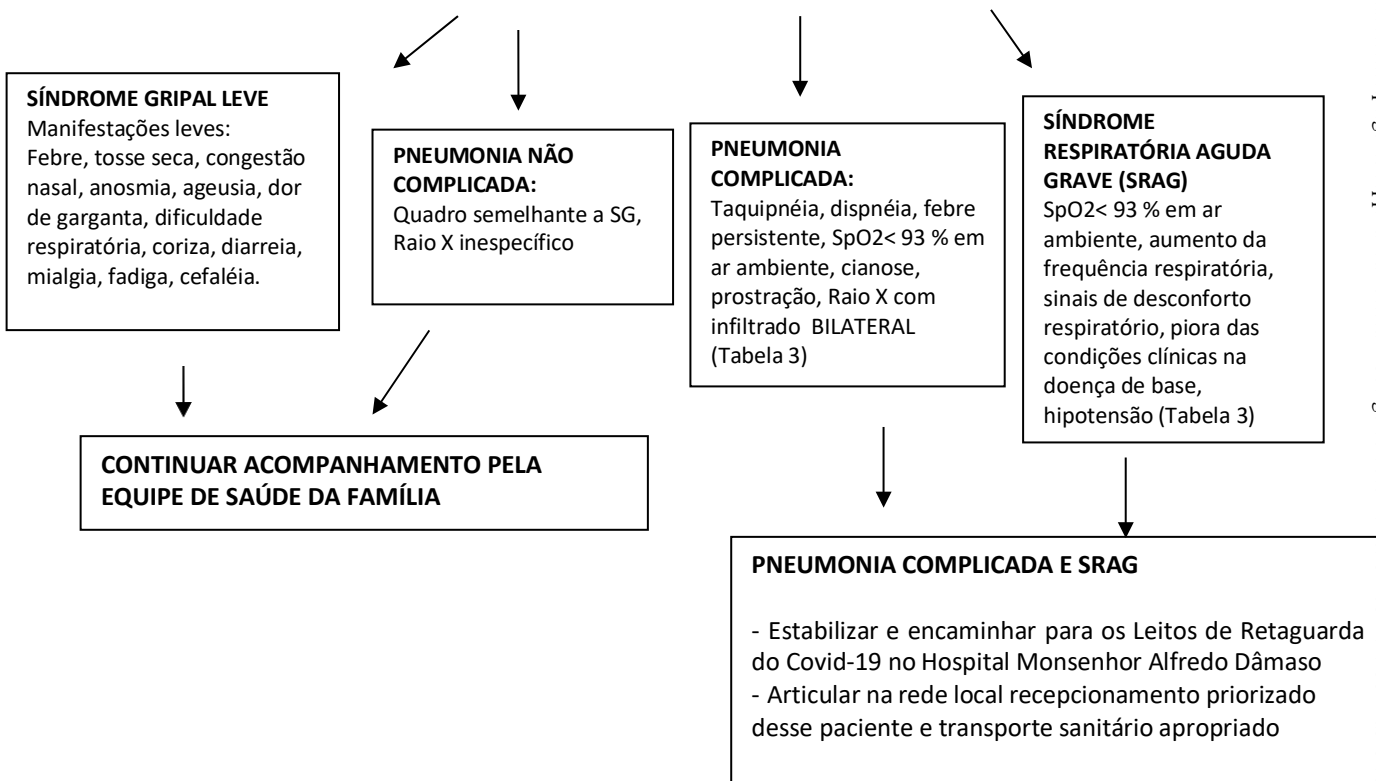 SÍNDROME GRIPAL LEVE
Manifestações leves:
Febre, tosse seca, congestão
nasal, anosmia, ageusia, dor
de garganta, dificuldade
respiratória, coriza, diarreia,
mialgia, fadiga, cefaléia.
PNEUMONIA NÃO
COMPLICADA:
Quadro semelhante a SG,
Raio X inespecífico
PNEUMONIA
COMPLICADA:
Taquipnéia, dispnéia, febre
persistente, SpO2< 93 % em
ar ambiente, cianose,
prostração, Raio X com
infiltrado BILATERAL
(Tabela 3)
SÍNDROME
RESPIRATÓRIA AGUDA
GRAVE (SRAG)
SpO2< 93 % em ar
ambiente, aumento da
frequência respiratória,
sinais de desconforto
respiratório, piora das
condições clínicas na
doença de base,
hipotensão (Tabela 3)
CONTINUAR ACOMPANHAMENTO PELA
EQUIPE DE SAÚDE DA FAMÍLIA
PNEUMONIA COMPLICADA E SRAG
- Estabilizar e encaminhar para os Leitos de Retaguarda
do Covid-19 no Hospital Monsenhor Alfredo Dâmaso
- Articular na rede local recepcionamento priorizado
desse paciente e transporte sanitário apropriado